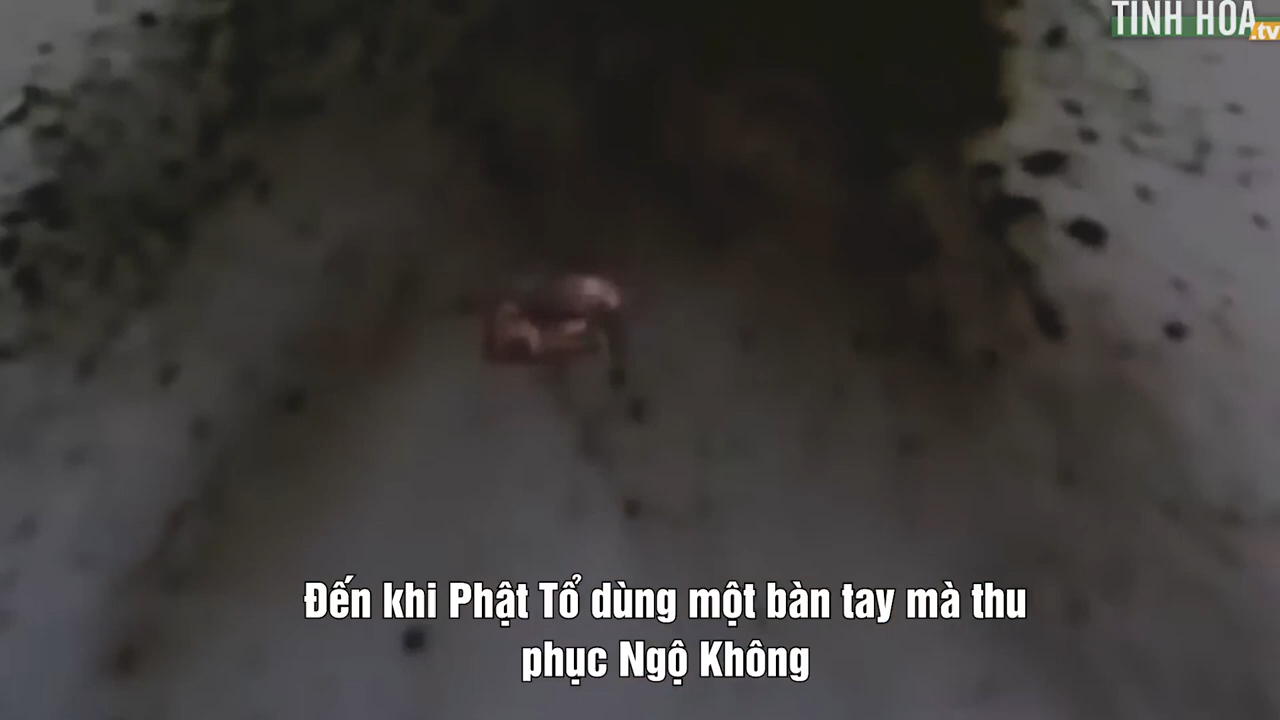 TINH HOA
.tv
Đến khi Phật Tổ dùng một bàn tay mà thu
phục Ngộ Không